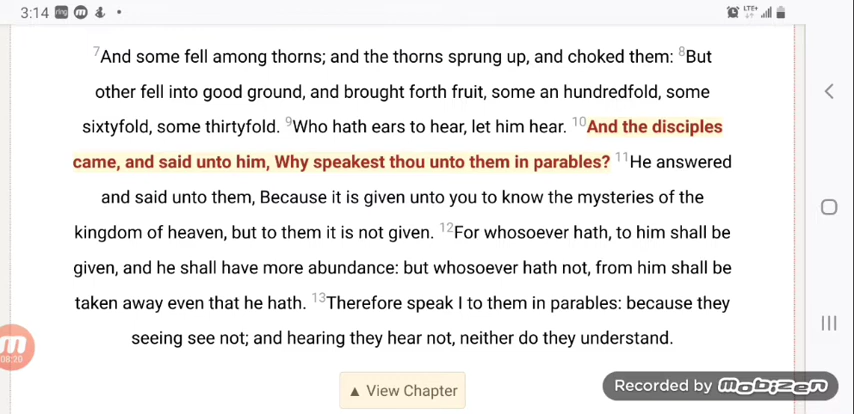 3:14 ring LTE+
7And some fell among thorns; and the thorns sprung up, and choked them: 8But
other fell into good ground, and brought forth fruit, some an hundredfold, some
sixtyfold, some thirtyfold. 9Who hath ears to hear, let him hear. 10And the disciples
came, and said unto him, Why speakest thou unto them in parables? 11He answered
and said unto them, Because it is given unto you to know the mysteries of the
kingdom of heaven, but to them it is not given. 12For whosoever hath, to him shall be
given, and he shall have more abundance: but whosoever hath not, from him shall be
taken away even that he hath. 13Therefore speak I to them in parables: because they
seeing see not; and hearing they hear not, neither do they understand.
08:20
▲ View Chapter
Recorded by Mobizen